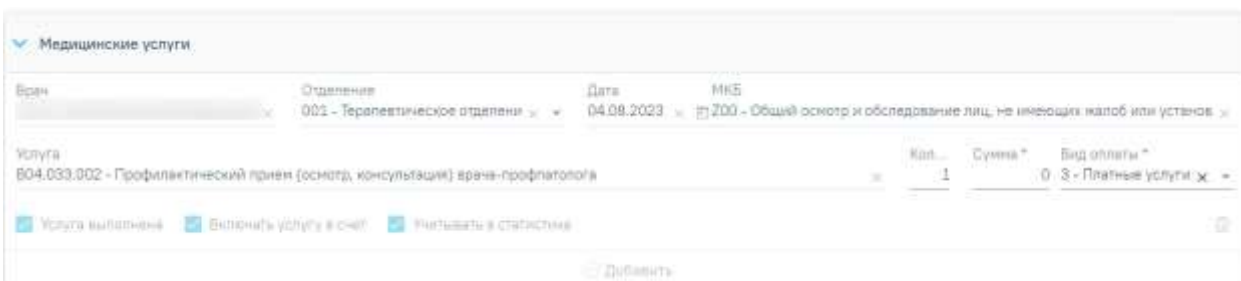 Медицинские услуги
Врач Отделение Дата МКБ
001 - Терапевтическое отделени 04.08.2023 Z00 - Общий осмотр и обследование лиц, не имеющих жалоб или установ
Услуга Кол... Сумма * Вид оплаты *
B04.033.002 - Профилактический прием (осмотр, консультация) врача-профпатолога 1 0 3 - Платные услуги
Услуга выполнена Включать услугу в счет Учитывать в статистике
Добавить